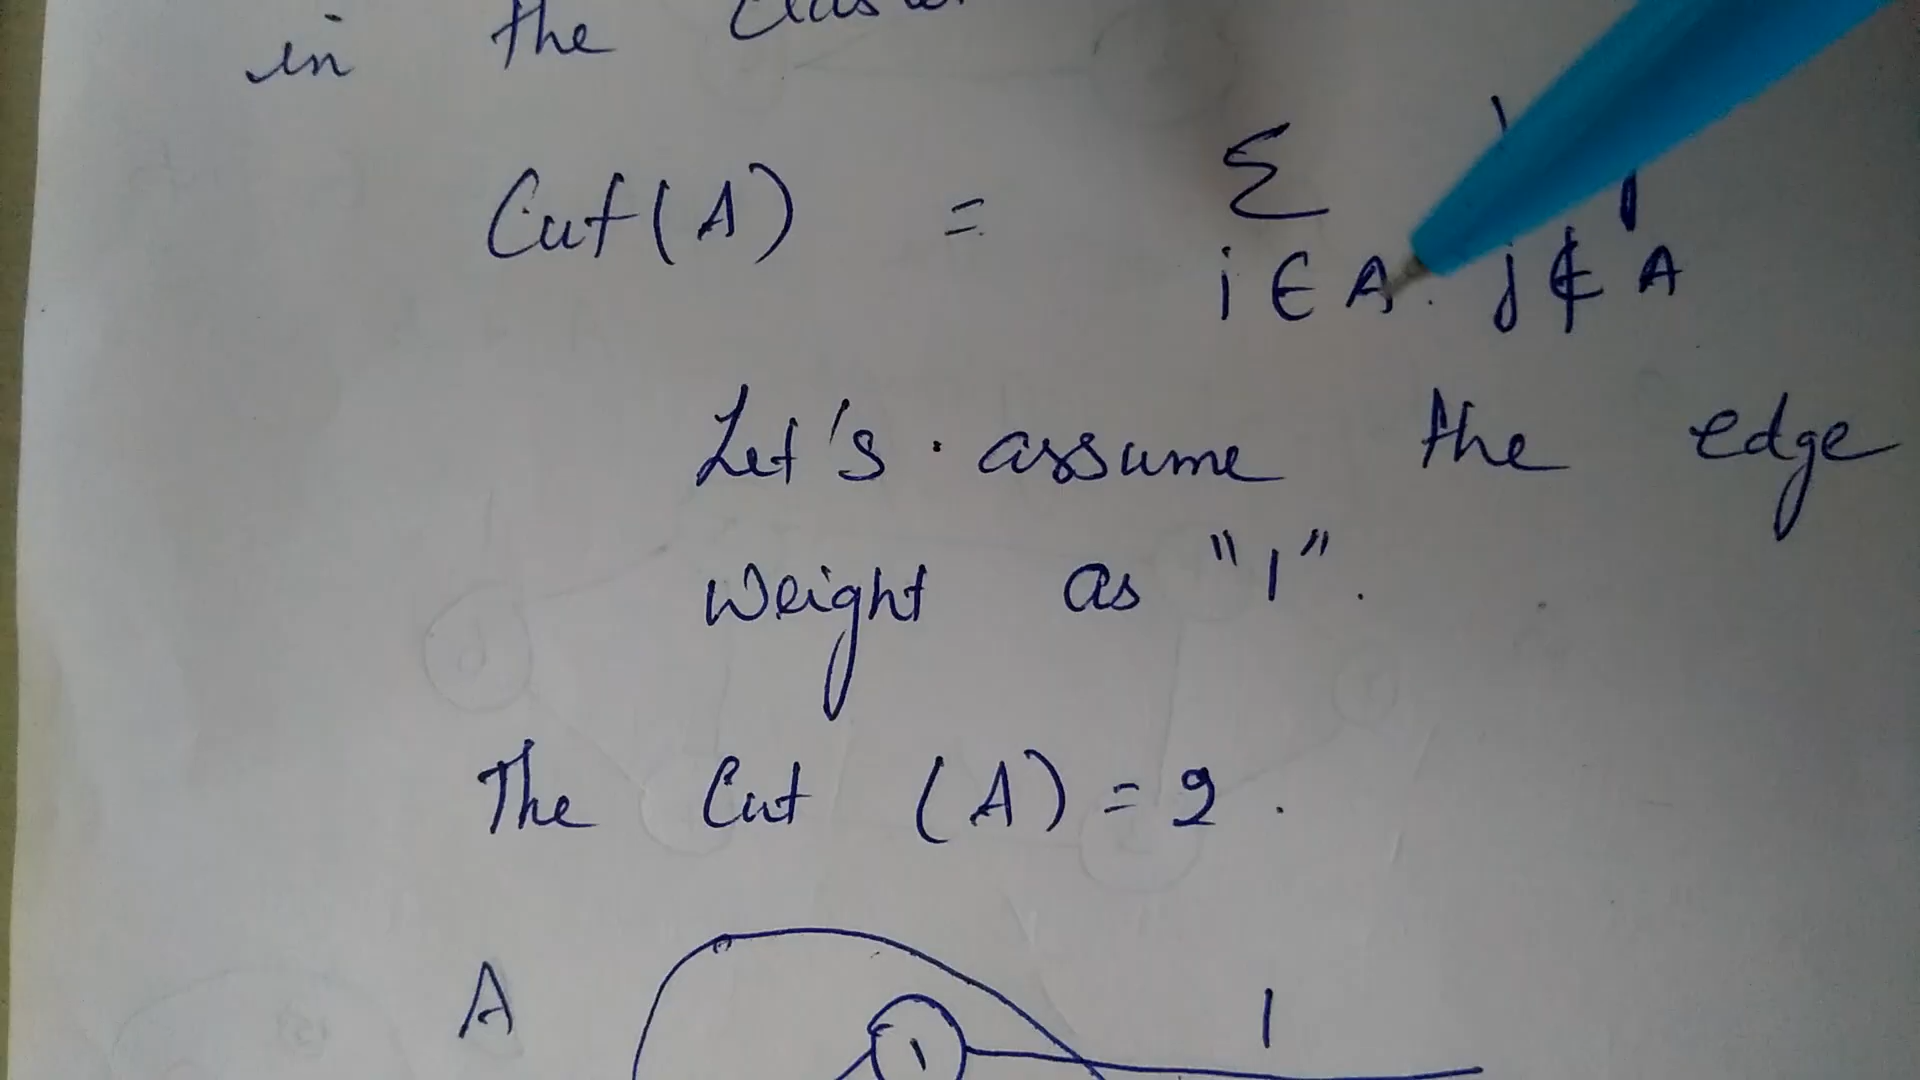 in the
Cut(A) = Σ
i ∈ A. j ∉ A
Let's. assume the edge
weight as "1".
The Cut (A) = 2.
A 1
1